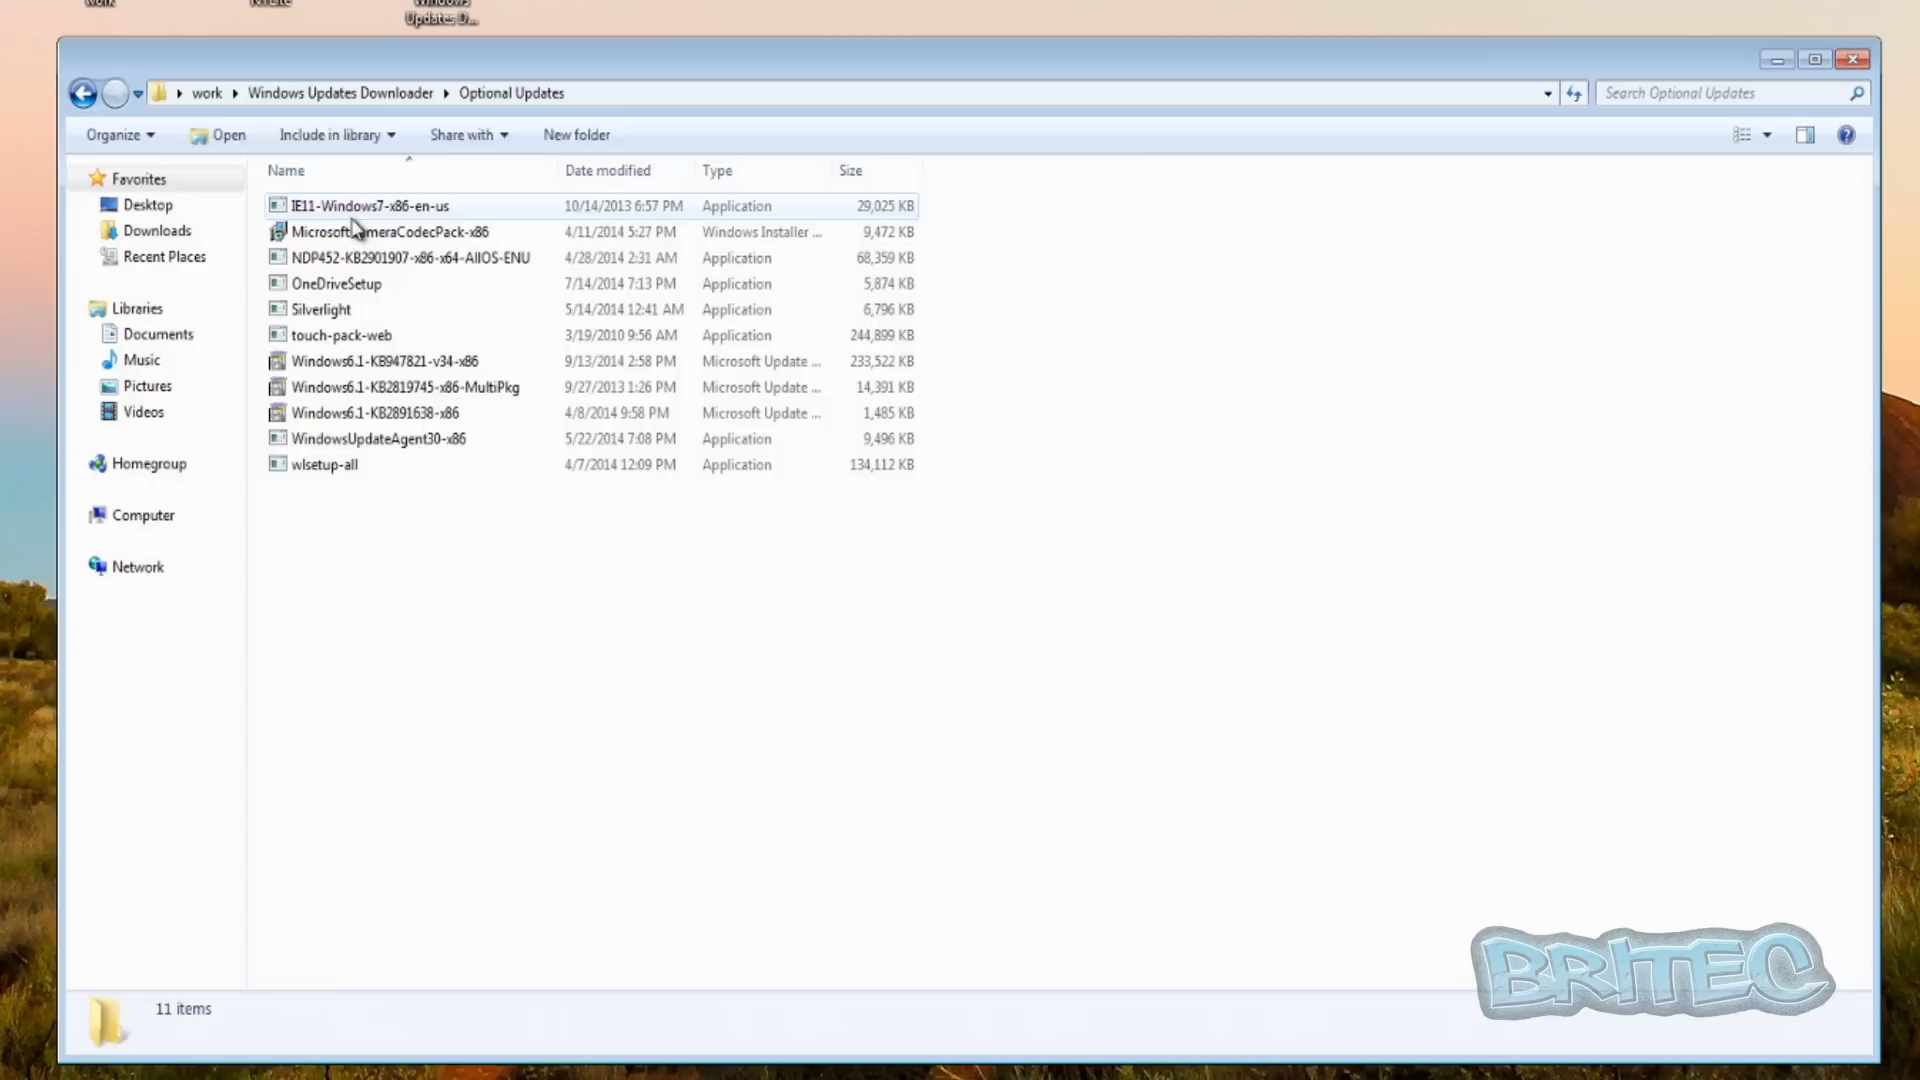 Updates D...
work ▸ Windows Updates Downloader ▸ Optional Updates
Search Optional Updates
Organize
Open
Include in library
Share with
New folder
Name Date modified Type Size
Favorites
Desktop
Downloads
Recent Places
Libraries
Documents
Music
Pictures
Videos
Homegroup
Computer
Network
IE11-Windows7-x86-en-us 10/14/2013 6:57 PM Application 29,025 KB
MicrosoftCameraCodecPack-x86 4/11/2014 5:27 PM Windows Installer ... 9,472 KB
NDP452-KB2901907-x86-x64-AllOS-ENU 4/28/2014 2:31 AM Application 68,359 KB
OneDriveSetup 7/14/2014 7:13 PM Application 5,874 KB
Silverlight 5/14/2014 12:41 AM Application 6,796 KB
touch-pack-web 3/19/2010 9:56 AM Application 244,899 KB
Windows6.1-KB947821-v34-x86 9/13/2014 2:58 PM Microsoft Update ... 233,522 KB
Windows6.1-KB2819745-x86-MultiPkg 9/27/2013 1:26 PM Microsoft Update ... 14,391 KB
Windows6.1-KB2891638-x86 4/8/2014 9:58 PM Microsoft Update ... 1,485 KB
WindowsUpdateAgent30-x86 5/22/2014 7:08 PM Application 9,496 KB
wlsetup-all 4/7/2014 12:09 PM Application 134,112 KB
11 items
BRITEC